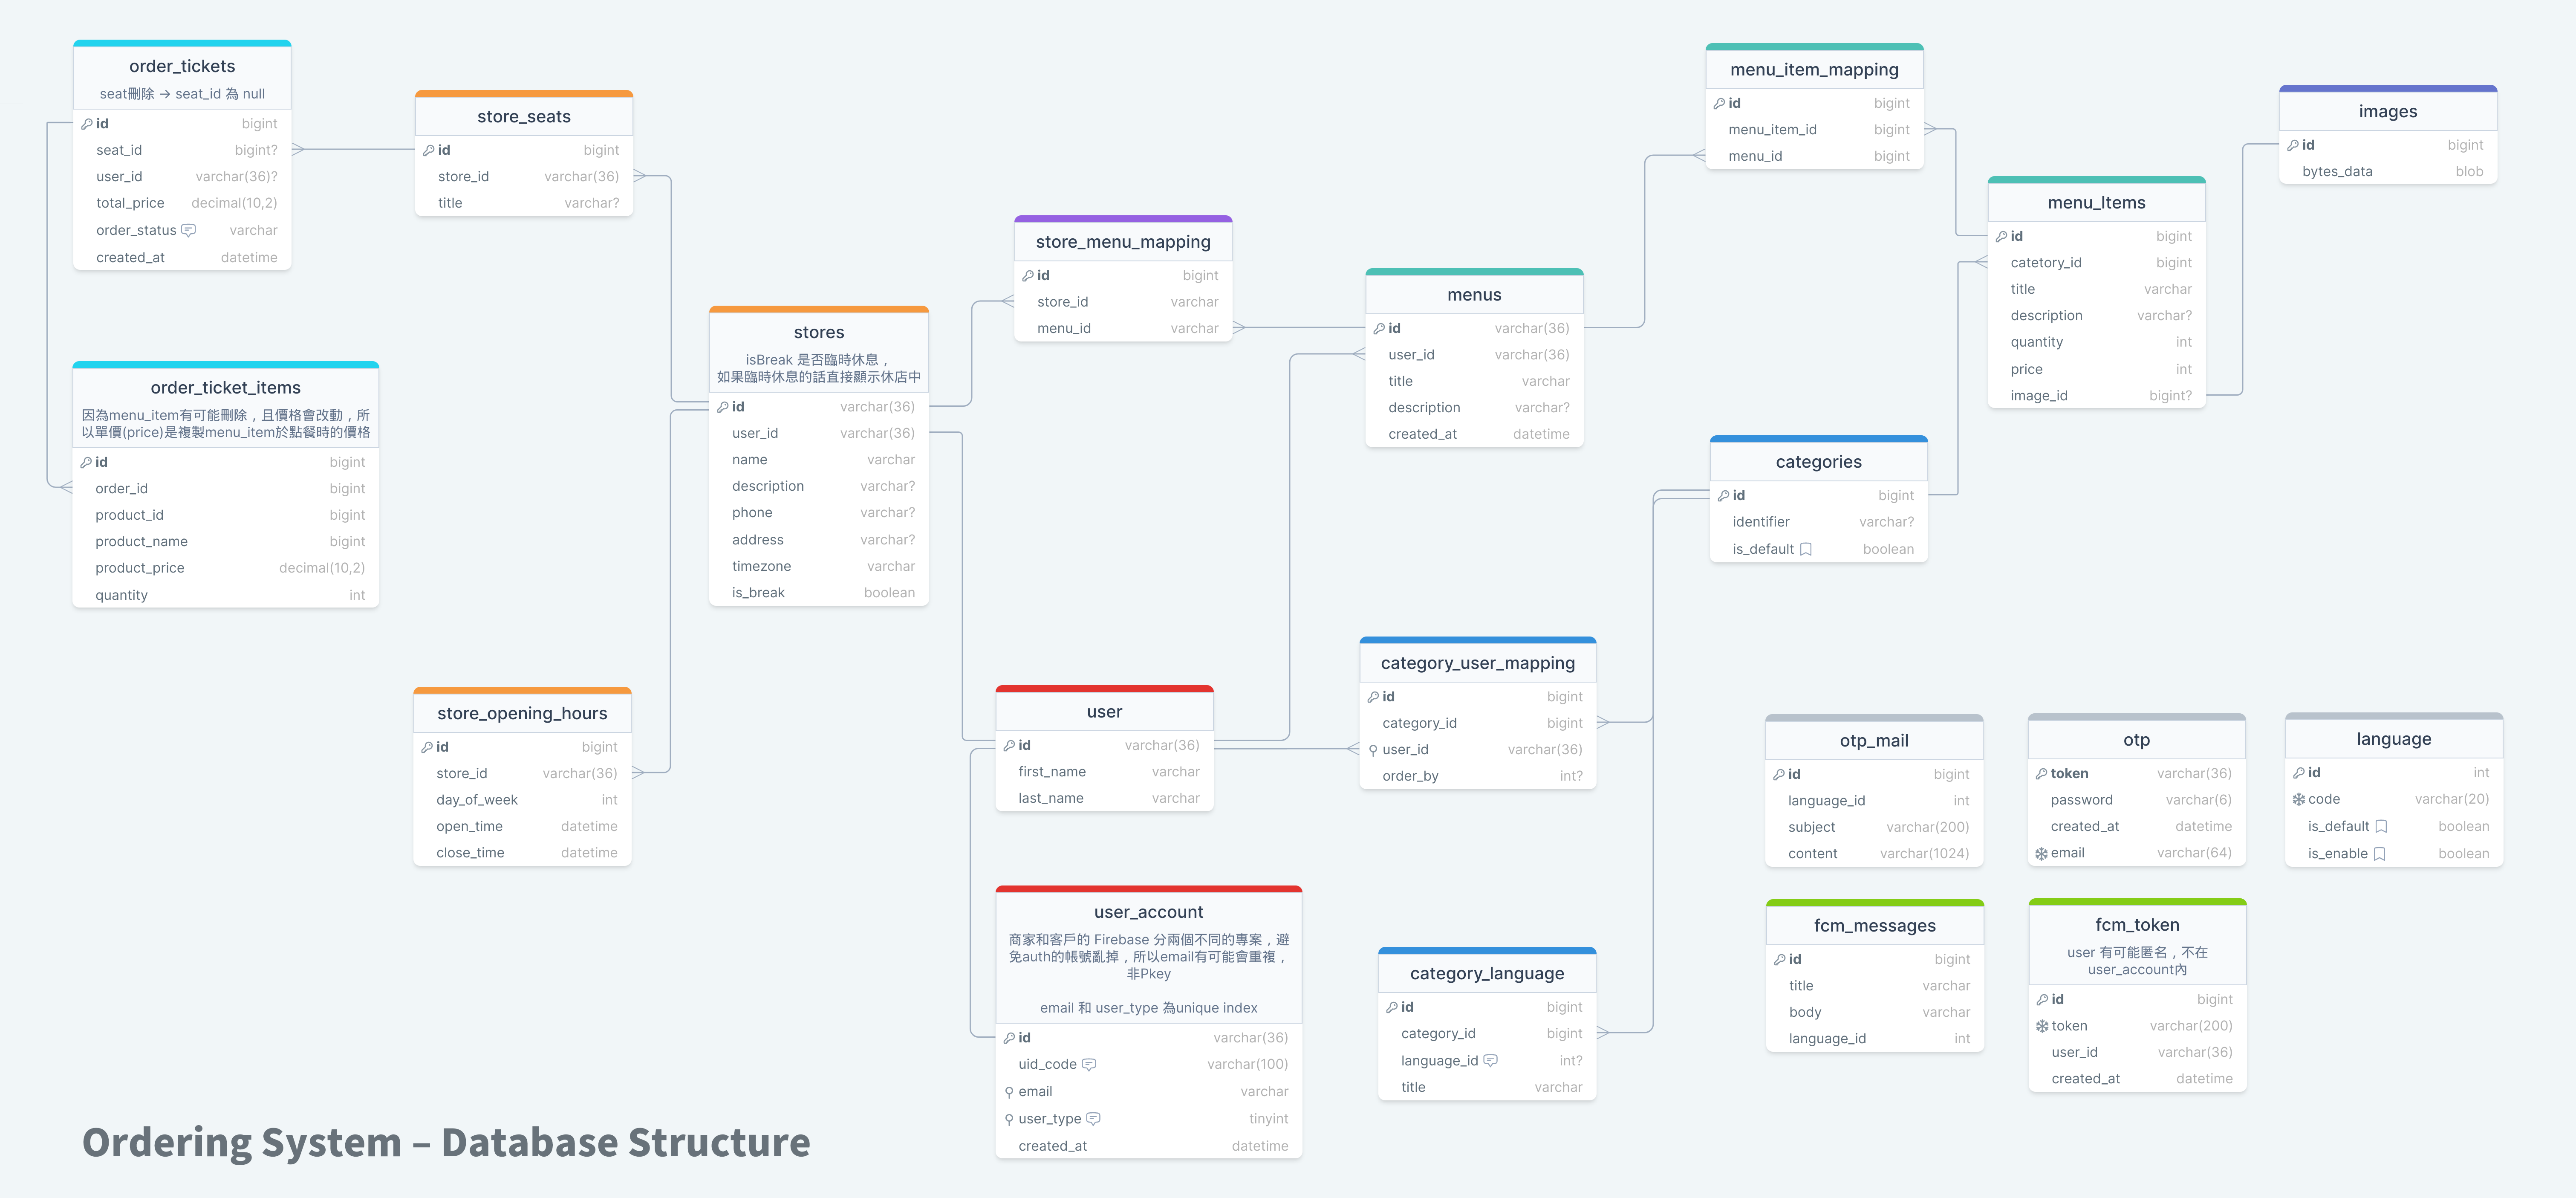 order_tickets
seat刪除 → seat_id 為 null
id bigint
seat_id bigint?
user_id varchar(36)?
total_price decimal(10,2)
order_status varchar
created_at datetime
store_seats
id bigint
store_id varchar(36)
title varchar?
order_ticket_items
因為menu_item有可能刪除，且價格會改動，所
以單價(price)是複製menu_item於點餐時的價格
id bigint
order_id bigint
product_id bigint
product_name bigint
product_price decimal(10,2)
quantity int
stores
isBreak 是否臨時休息，
如果臨時休息的話直接顯示休店中
id varchar(36)
user_id varchar(36)
name varchar
description varchar?
phone varchar?
address varchar?
timezone varchar
is_break boolean
store_opening_hours
id bigint
store_id varchar(36)
day_of_week int
open_time datetime
close_time datetime
store_menu_mapping
id bigint
store_id varchar
menu_id varchar
menus
id varchar(36)
user_id varchar(36)
title varchar
description varchar?
created_at datetime
menu_item_mapping
id bigint
menu_item_id bigint
menu_id bigint
menu_Items
id bigint
catetory_id bigint
title varchar
description varchar?
quantity int
price int
image_id bigint?
images
id bigint
bytes_data blob
categories
id bigint
identifier varchar?
is_default boolean
user
id varchar(36)
first_name varchar
last_name varchar
category_user_mapping
id bigint
category_id bigint
user_id varchar(36)
order_by int?
user_account
商家和客戶的 Firebase 分兩個不同的專案，避
免auth的帳號亂掉，所以email有可能會重複，
非Pkey
email 和 user_type 為unique index
id varchar(36)
uid_code varchar(100)
email varchar
user_type tinyint
created_at datetime
category_language
id bigint
category_id bigint
language_id int?
title varchar
otp_mail
id bigint
language_id int
subject varchar(200)
content varchar(1024)
otp
token varchar(36)
password varchar(6)
created_at datetime
email varchar(64)
language
id int
code varchar(20)
is_default boolean
is_enable boolean
fcm_messages
id bigint
title varchar
body varchar
language_id int
fcm_token
user 有可能匿名，不在
user_account內
id bigint
token varchar(200)
user_id varchar(36)
created_at datetime
Ordering System – Database Structure